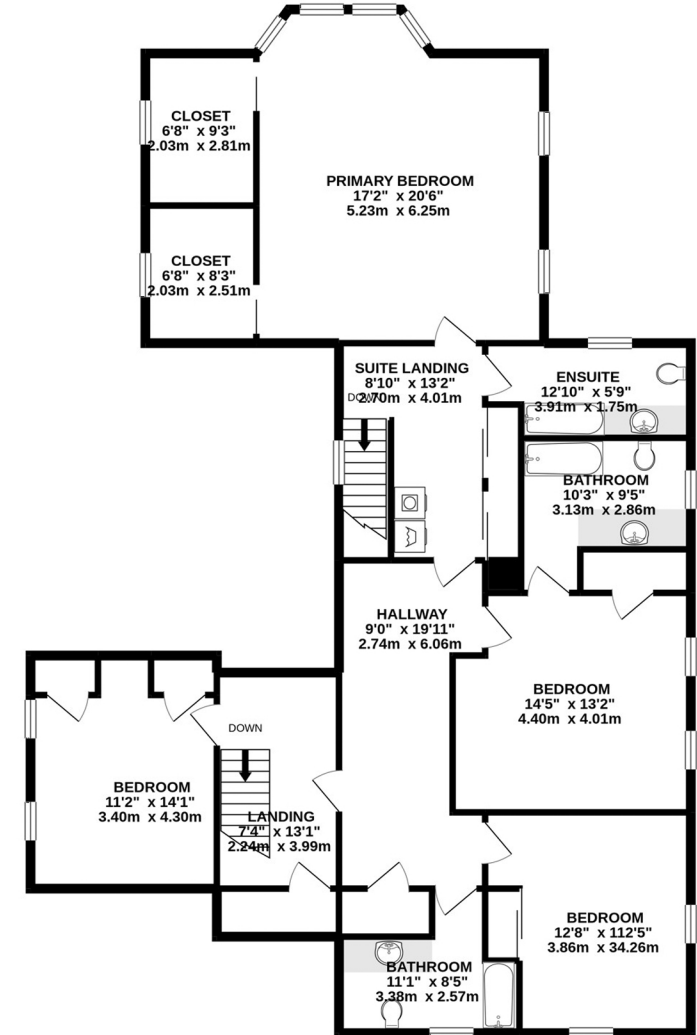 CLOSET
6'8" x 9'3"
2.03m x 2.81m
PRIMARY BEDROOM
17'2" x 20'6"
5.23m x 6.25m
CLOSET
6'8" x 8'3"
2.03m x 2.51m
SUITE LANDING
8'10" x 13'2"
2.70m x 4.01m
DOWN
ENSUITE
12'10" x 5'9"
3.91m x 1.75m
BATHROOM
10'3" x 9'5"
3.13m x 2.86m
HALLWAY
9'0" x 19'11"
2.74m x 6.06m
BEDROOM
14'5" x 13'2"
4.40m x 4.01m
DOWN
BEDROOM
11'2" x 14'1"
3.40m x 4.30m
LANDING
7'4" x 13'1"
2.24m x 3.99m
BEDROOM
12'8" x 112'5"
3.86m x 34.26m
BATHROOM
11'1" x 8'5"
3.38m x 2.57m